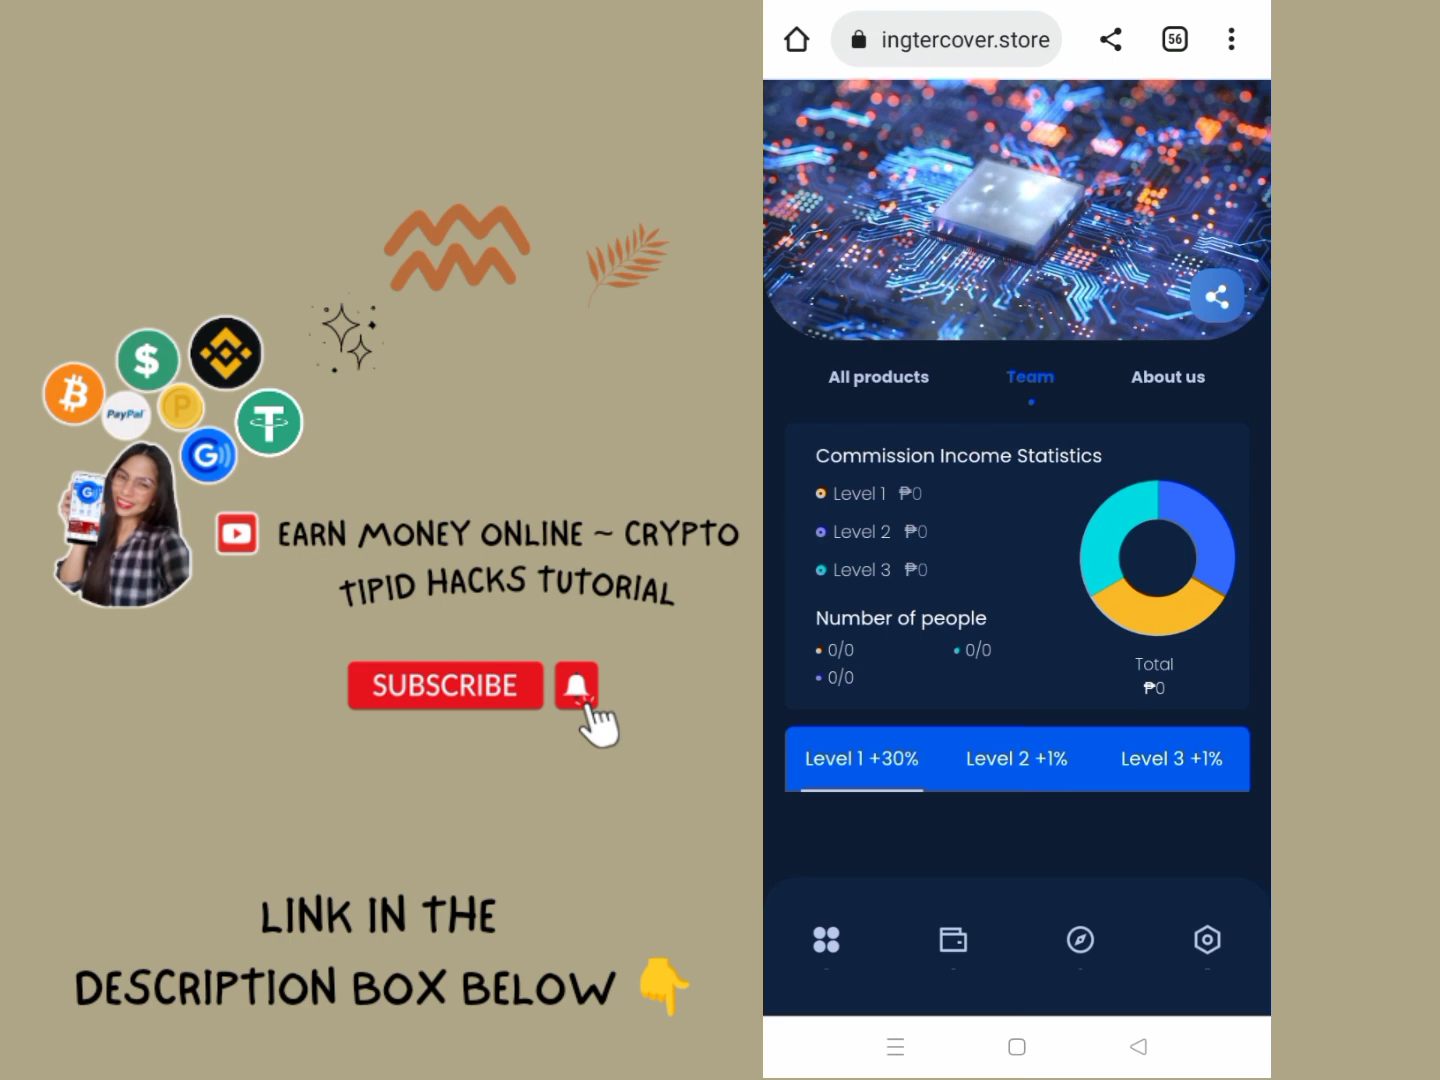 PayPal
P
G
EARN MONEY ONLINE ~ CRYPTO
TIPID HACKS TUTORIAL
SUBSCRIBE
LINK IN THE
DESCRIPTION BOX BELOW
ingtercover.store
56
All products
Team
About us
Commission Income Statistics
Level 1 ₱0
Level 2 ₱0
Level 3 ₱0
Number of people
0/0
0/0
0/0
Total
₱0
Level 1 +30%
Level 2 +1%
Level 3 +1%